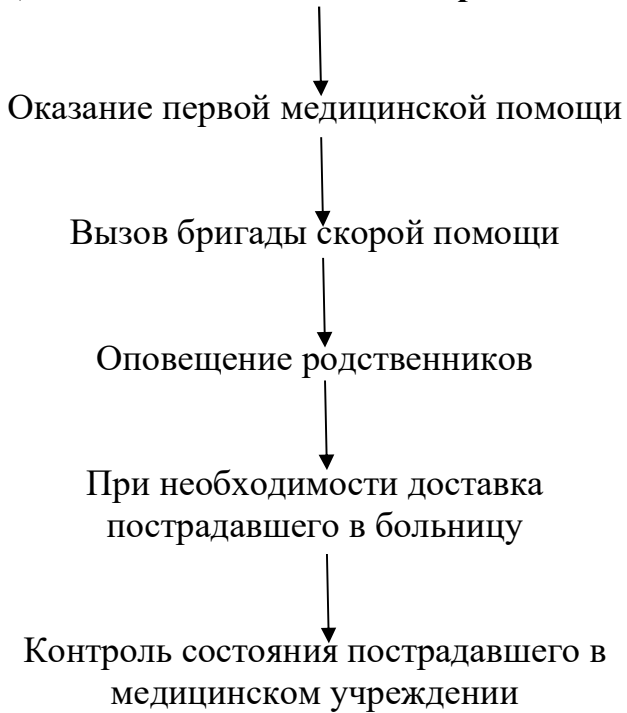 Оказание первой медицинской помощи
Вызов бригады скорой помощи
Оповещение родственников
При необходимости доставка
пострадавшего в больницу
Контроль состояния пострадавшего в
медицинском учреждении